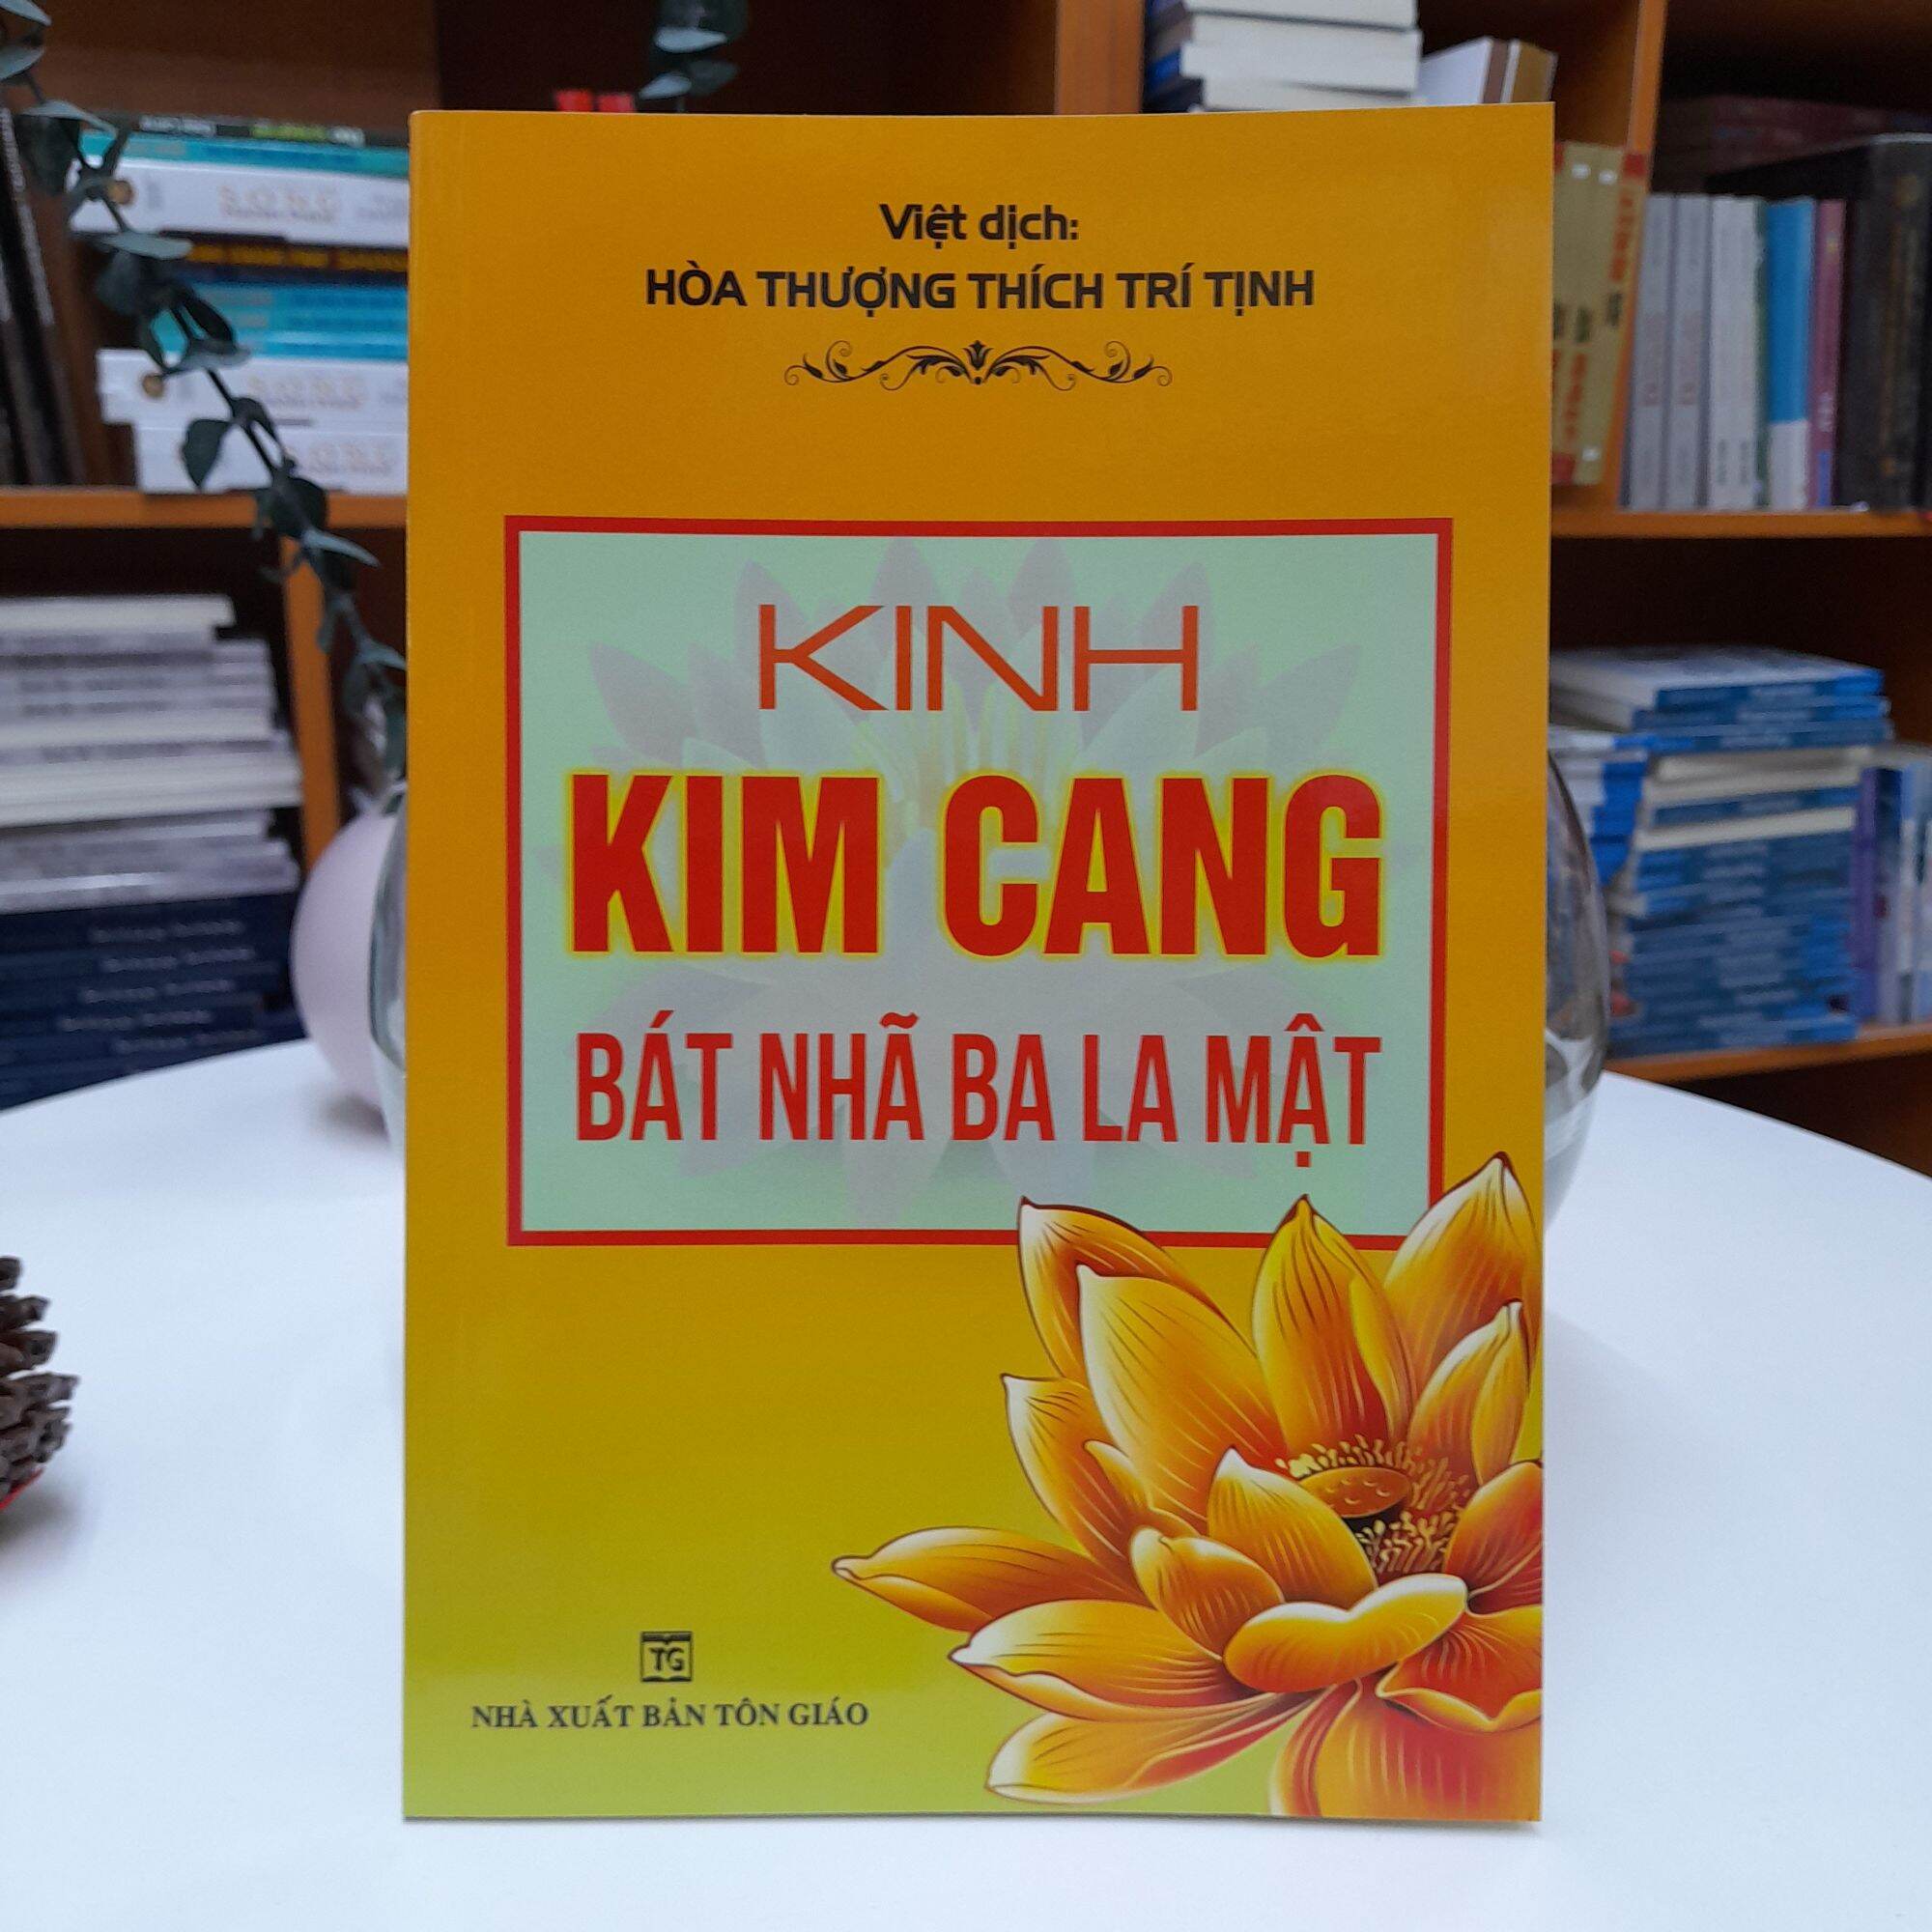 Việt dịch:
HÒA THƯỢNG THÍCH TRÍ TỊNH
KINH
KIM CANG
BÁT NHÃ BA LA MẬT
TG
NHÀ XUẤT BẢN TÔN GIÁO